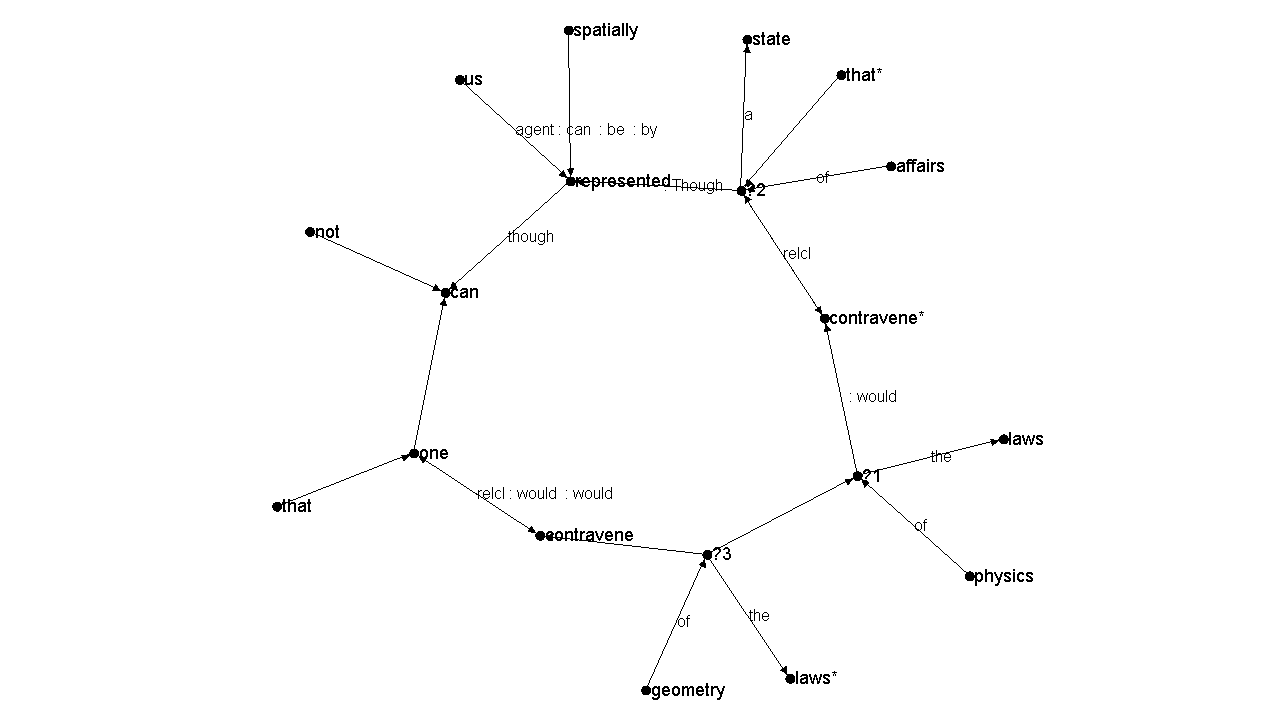 spatially
state
us
that*
a
agent : can : be : by
affairs
of
represented
: Though
?2
not
though
relcl
can
contravene*
: would
laws
one
the
?1
relcl : would : would
that
of
contravene
?3
physics
of
the
laws*
geometry